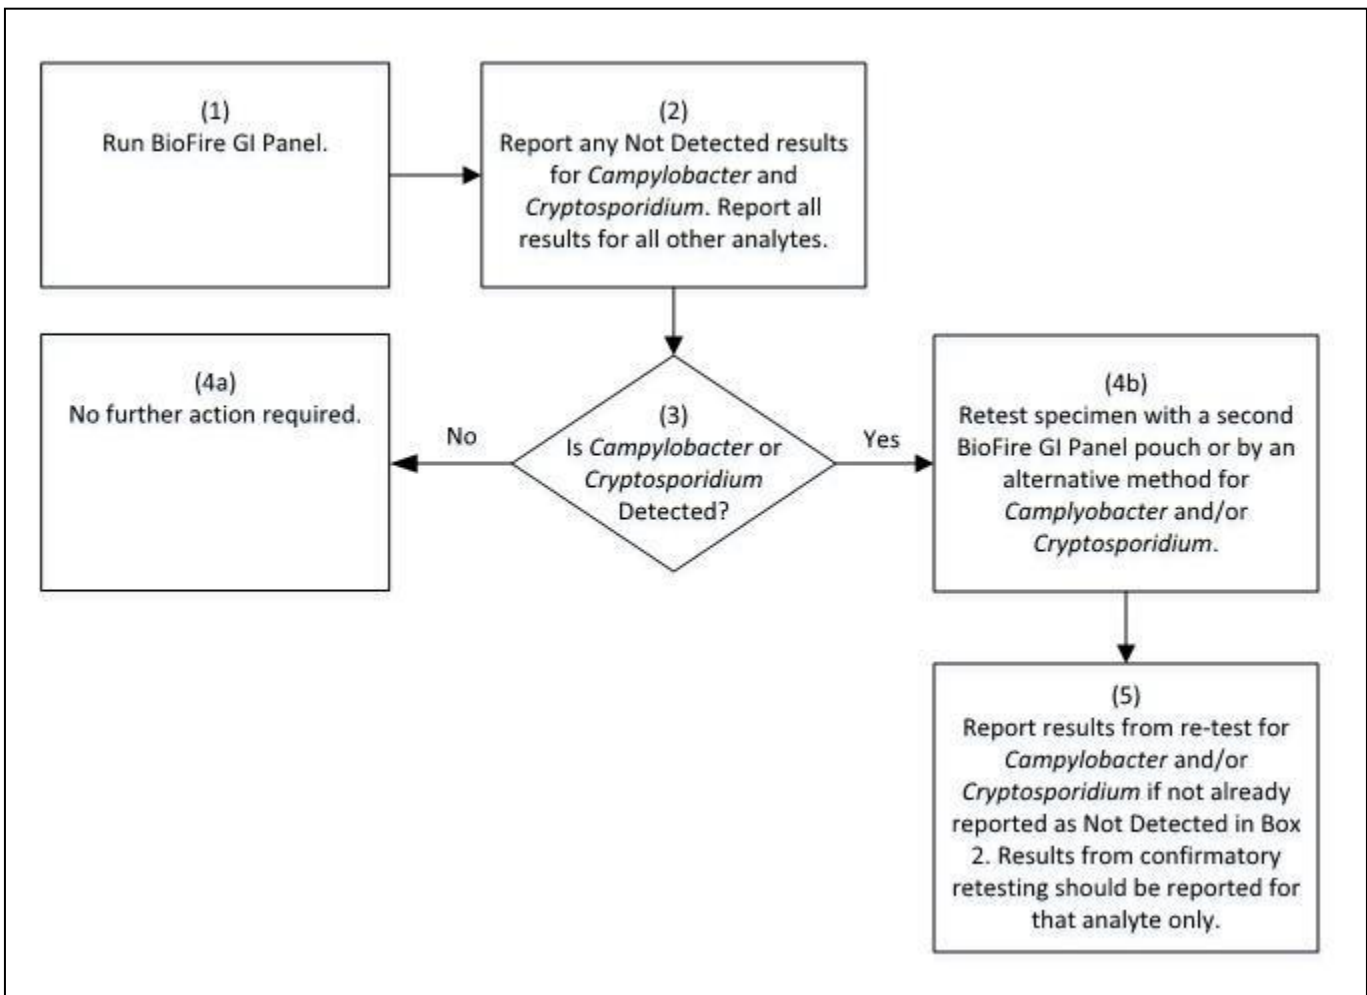 (1)
Run BioFire GI Panel.
(2)
Report any Not Detected results
for Campylobacter and
Cryptosporidium. Report all
results for all other analytes.
(3)
Is Campylobacter or
Cryptosporidium
Detected?
No
Yes
(4a)
No further action required.
(4b)
Retest specimen with a second
BioFire GI Panel pouch or by an
alternative method for
Camplyobacter and/or
Cryptosporidium.
(5)
Report results from re-test for
Campylobacter and/or
Cryptosporidium if not already
reported as Not Detected in Box
2. Results from confirmatory
retesting should be reported for
that analyte only.